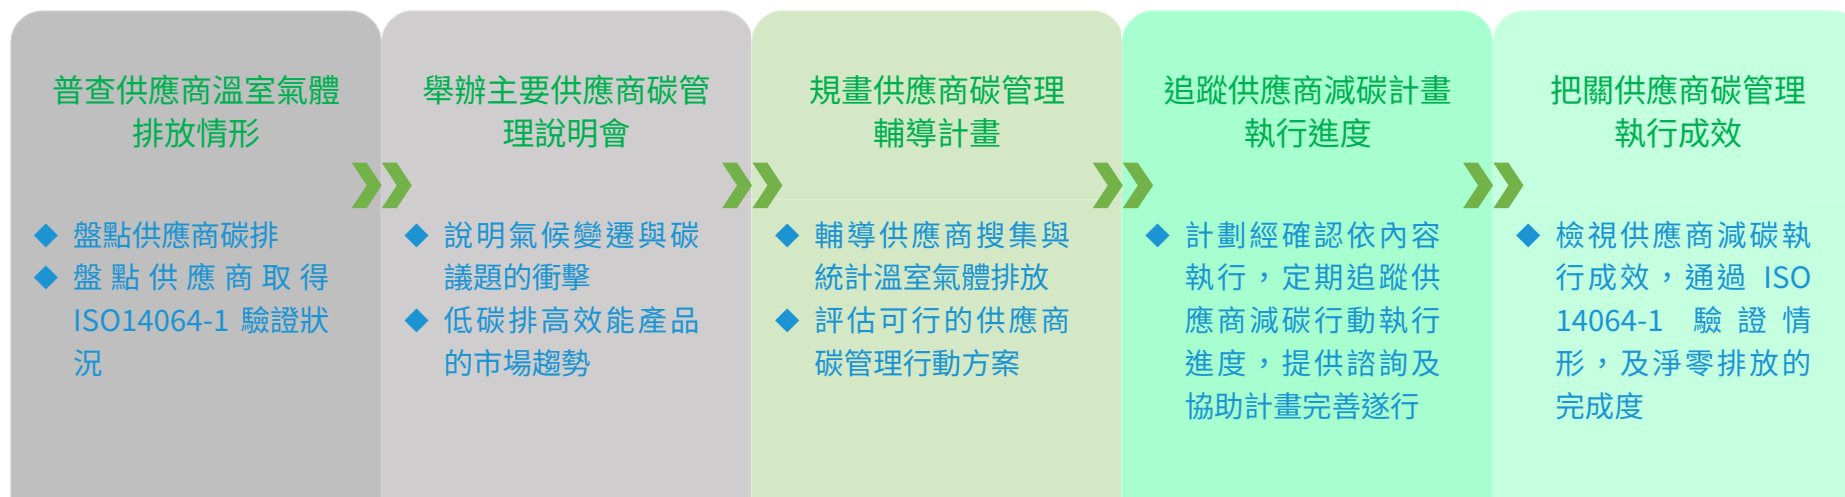 普查供應商溫室氣體
排放情形
◆ 盤點供應商碳排
◆ 盤點供應商取得
ISO14064-1 驗證狀
況
舉辦主要供應商碳管
理說明會
◆ 說明氣候變遷與碳
議題的衝擊
◆ 低碳排高效能產品
的市場趨勢
規畫供應商碳管理
輔導計畫
◆ 輔導供應商搜集與
統計溫室氣體排放
◆ 評估可行的供應商
碳管理行動方案
追蹤供應商減碳計畫
執行進度
◆ 計劃經確認依內容
執行，定期追蹤供
應商減碳行動執行
進度，提供諮詢及
協助計畫完善遂行
把關供應商碳管理
執行成效
◆ 檢視供應商減碳執
行成效，通過 ISO
14064-1 驗證情
形，及淨零排放的
完成度